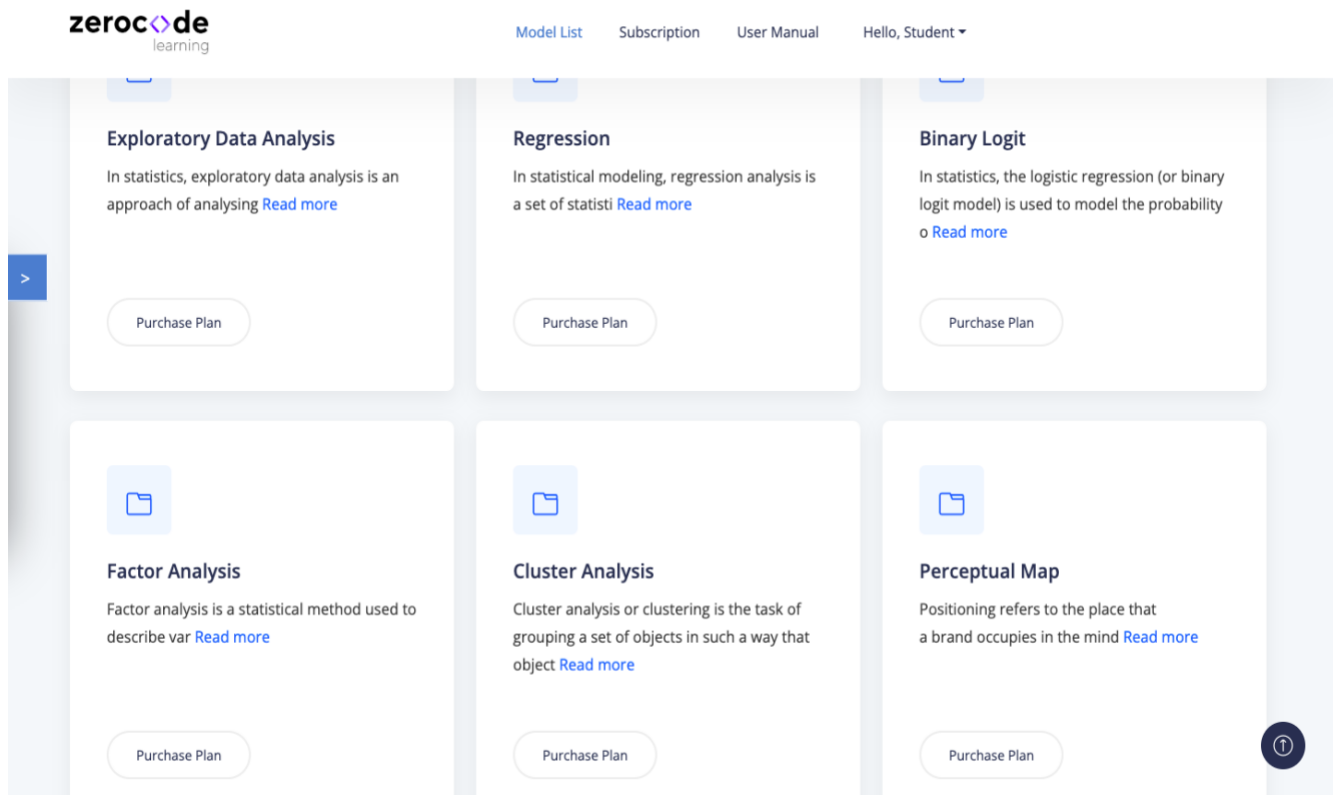 zeroc<>de
learning
Model List
Subscription
User Manual
Hello, Student
Exploratory Data Analysis
In statistics, exploratory data analysis is an
approach of analysing Read more
Purchase Plan
Regression
In statistical modeling, regression analysis is
a set of statisti Read more
Purchase Plan
Binary Logit
In statistics, the logistic regression (or binary
logit model) is used to model the probability
o Read more
Purchase Plan
>
Factor Analysis
Factor analysis is a statistical method used to
describe var Read more
Purchase Plan
Cluster Analysis
Cluster analysis or clustering is the task of
grouping a set of objects in such a way that
object Read more
Purchase Plan
Perceptual Map
Positioning refers to the place that
a brand occupies in the mind Read more
Purchase Plan